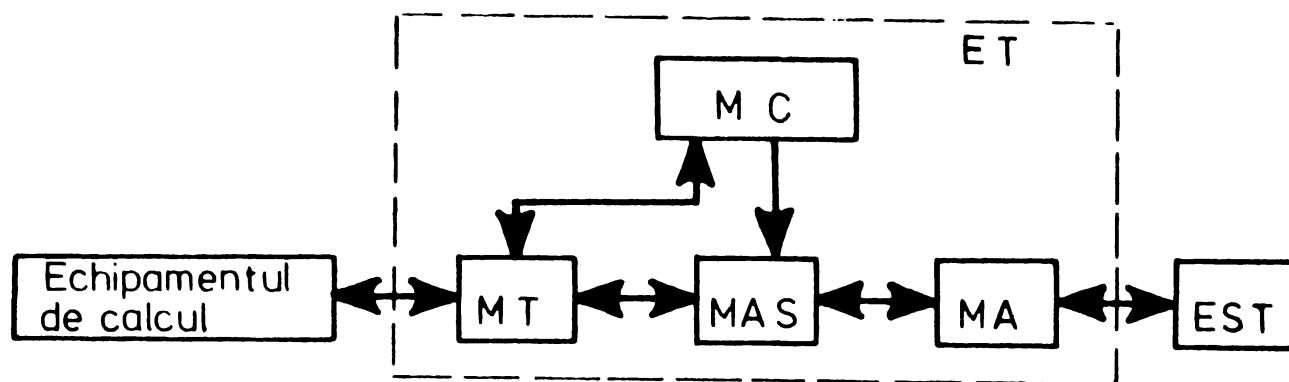 ET
MC
Echipamentul
de calcul
MT
MAS
MA
EST